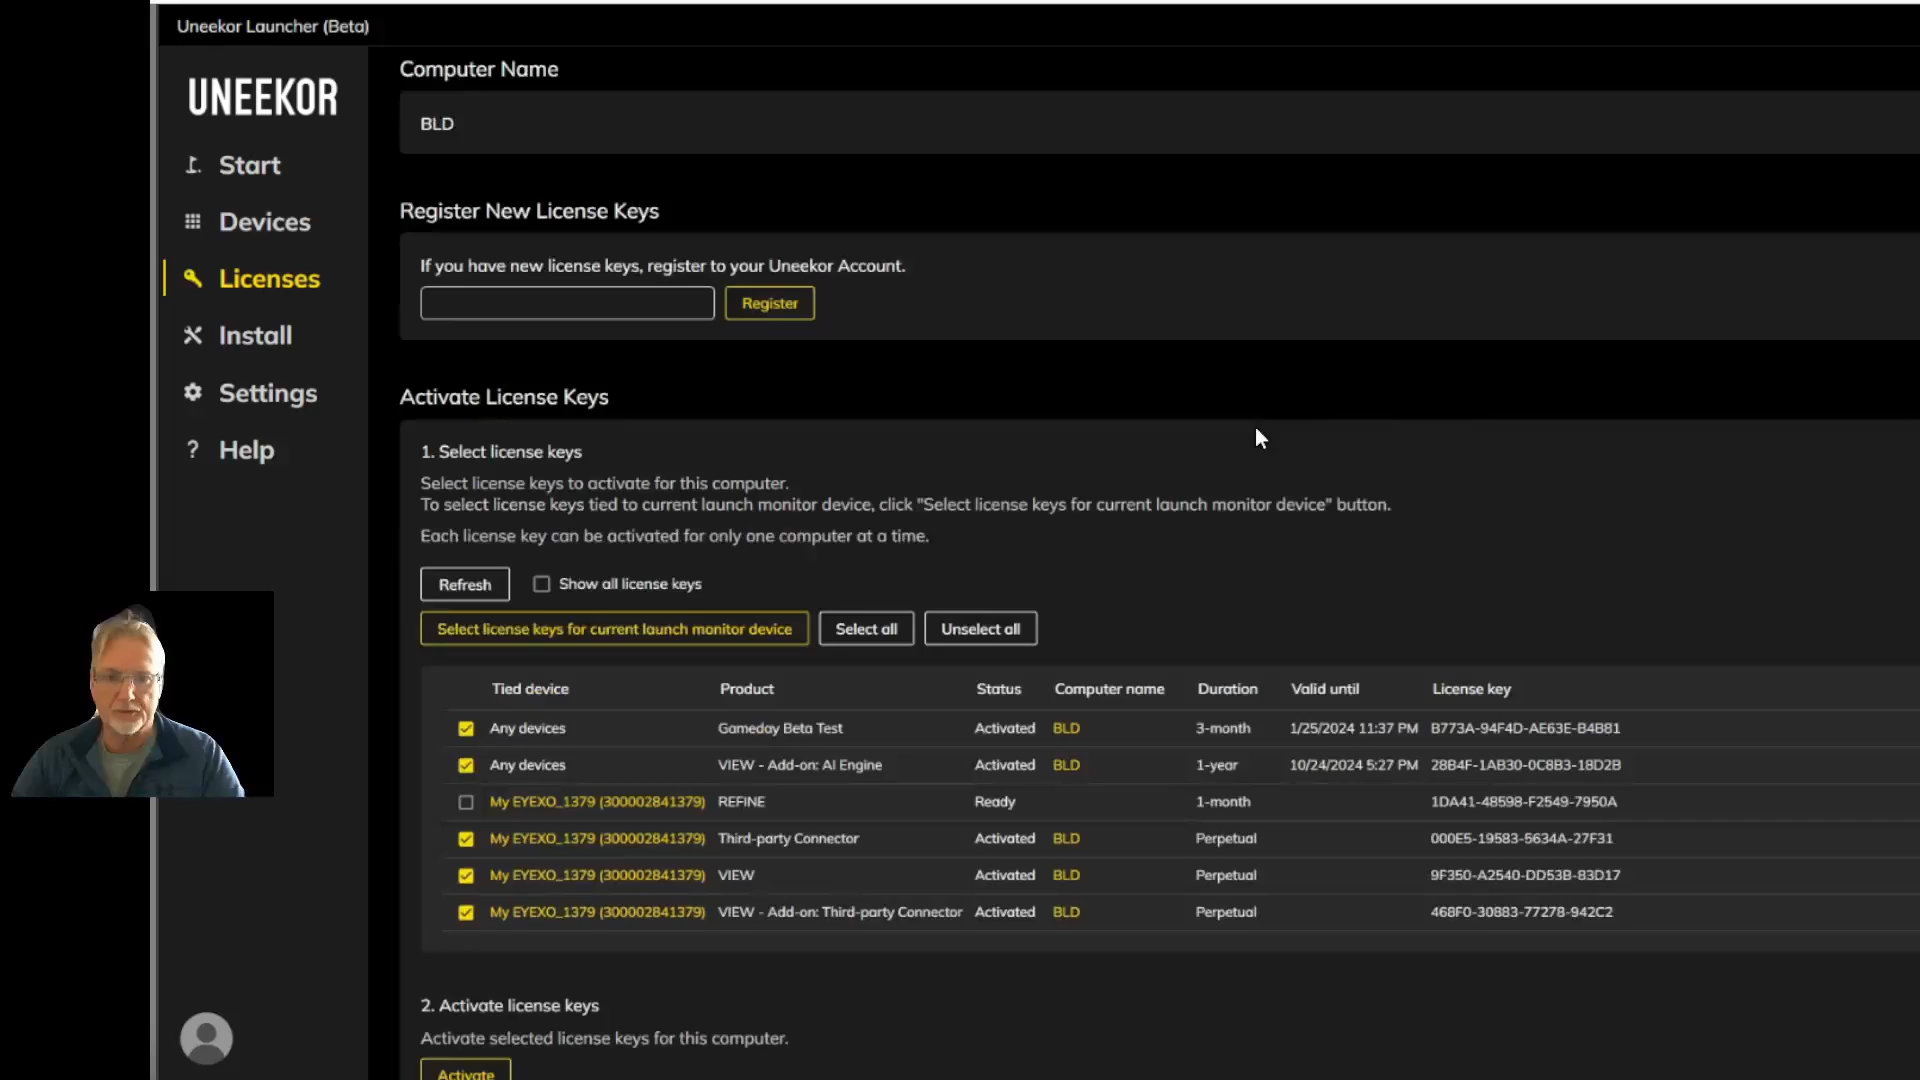 Uneekor Launcher (Beta)
UNEEKOR
Start
Devices
Licenses
Install
Settings
? Help
Computer Name
BLD
Register New License Keys
If you have new license keys, register to your Uneekor Account.
Register
Activate License Keys
1. Select license keys
Select license keys to activate for this computer.
To select license keys tied to current launch monitor device, click "Select license keys for current launch monitor device" button.
Each license key can be activated for only one computer at a time.
Refresh Show all license keys
Select license keys for current launch monitor device Select all Unselect all
Tied device Product Status Computer name Duration Valid until License key
Any devices Gameday Beta Test Activated BLD 3-month 1/25/2024 11:37 PM B773A-94F4D-AE63E-B4B81
Any devices VIEW - Add-on: AI Engine Activated BLD 1-year 10/24/2024 5:27 PM 28B4F-1AB30-0C8B3-18D2B
My EYEXO_1379 (300002841379) REFINE Ready 1-month 1DA41-48598-F2549-7950A
My EYEXO_1379 (300002841379) Third-party Connector Activated BLD Perpetual 000E5-19583-5634A-27F31
My EYEXO_1379 (300002841379) VIEW Activated BLD Perpetual 9F350-A2540-DD53B-83D17
My EYEXO_1379 (300002841379) VIEW - Add-on: Third-party Connector Activated BLD Perpetual 468F0-30883-77278-942C2
2. Activate license keys
Activate selected license keys for this computer.
Activate